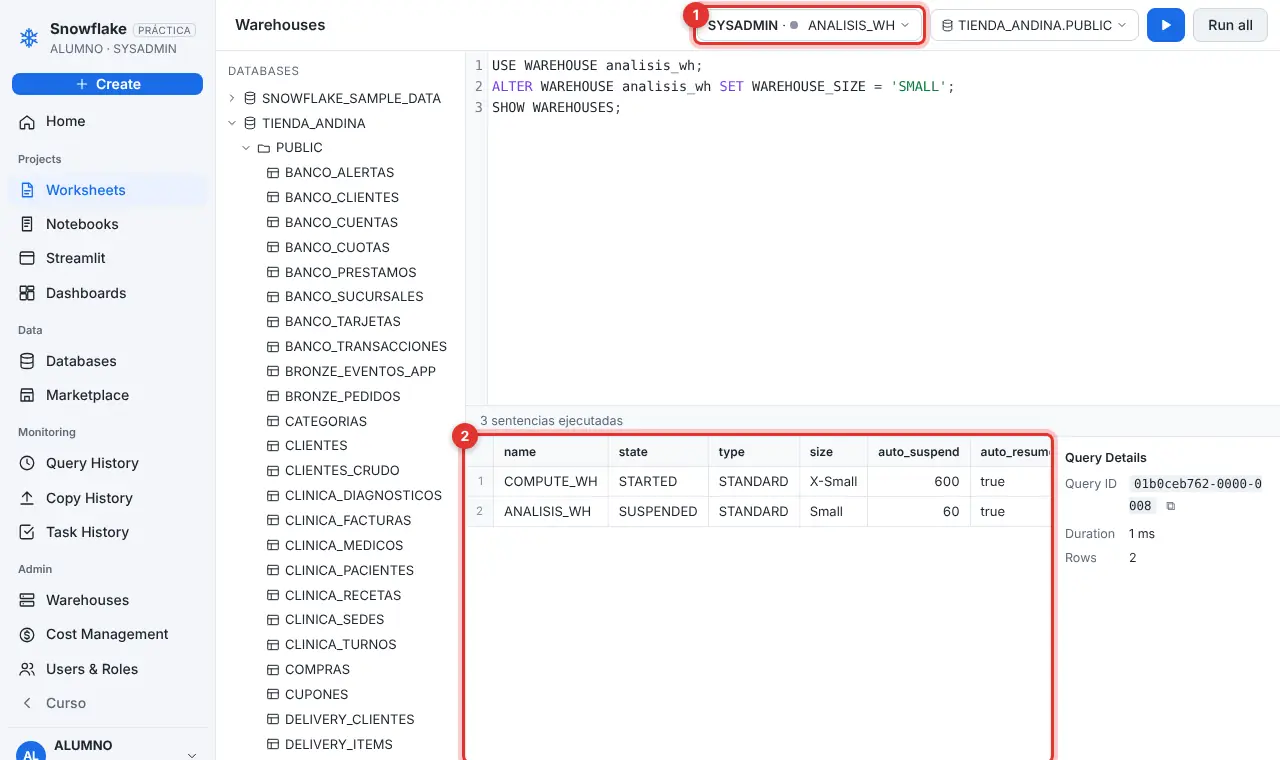 Snowflake PRÁCTICA
ALUMNO · SYSADMIN
+ Create
Home
Projects
Worksheets
Notebooks
Streamlit
Dashboards
Data
Databases
Marketplace
Monitoring
Query History
Copy History
Task History
Admin
Warehouses
Cost Management
Users & Roles
Curso
AL
ALUMNO
Warehouses
1
SYSADMIN · ANALISIS_WH
TIENDA_ANDINA.PUBLIC
Run all
DATABASES
SNOWFLAKE_SAMPLE_DATA
TIENDA_ANDINA
PUBLIC
BANCO_ALERTAS
BANCO_CLIENTES
BANCO_CUENTAS
BANCO_CUOTAS
BANCO_PRESTAMOS
BANCO_SUCURSALES
BANCO_TARJETAS
BANCO_TRANSACCIONES
BRONZE_EVENTOS_APP
BRONZE_PEDIDOS
CATEGORIAS
CLIENTES
CLIENTES_CRUDO
CLINICA_DIAGNOSTICOS
CLINICA_FACTURAS
CLINICA_MEDICOS
CLINICA_PACIENTES
CLINICA_RECETAS
CLINICA_SEDES
CLINICA_TURNOS
COMPRAS
CUPONES
DELIVERY_CLIENTES
DELIVERY_ITEMS
1 USE WAREHOUSE analisis_wh;
2 ALTER WAREHOUSE analisis_wh SET WAREHOUSE_SIZE = 'SMALL';
3 SHOW WAREHOUSES;
3 sentencias ejecutadas
2
name state type size auto_suspend auto_resum
1 COMPUTE_WH STARTED STANDARD X-Small 600 true
2 ANALISIS_WH SUSPENDED STANDARD Small 60 true
Query Details
Query ID 01b0ceb762-0000-0
008
Duration 1 ms
Rows 2